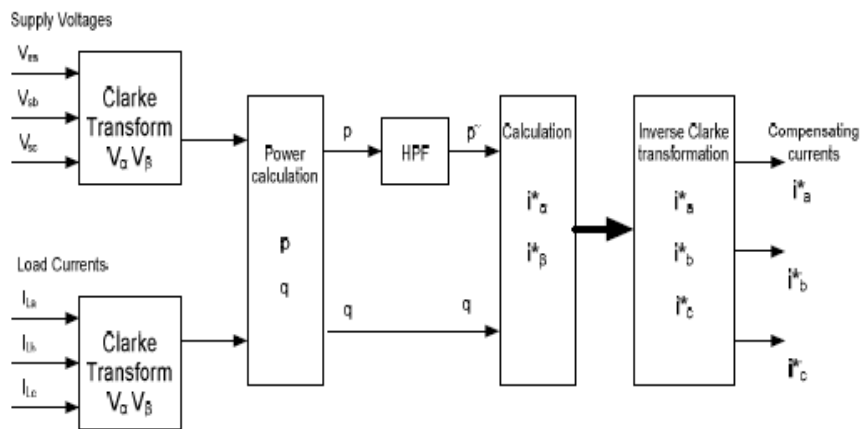 Supply Voltages
Vsb
Vsc
Clarke
Transform
Vα Vβ
Load Currents
ILa
ILb
ILc
Clarke
Transform
Vα Vβ
Power
calculation
p
q
p
HPF
p~
q
q
Calculation
i*α
i*β
Inverse Clarke
transformation
i*a
i*b
i*c
Compensating
currents
i*a
i*b
i*c